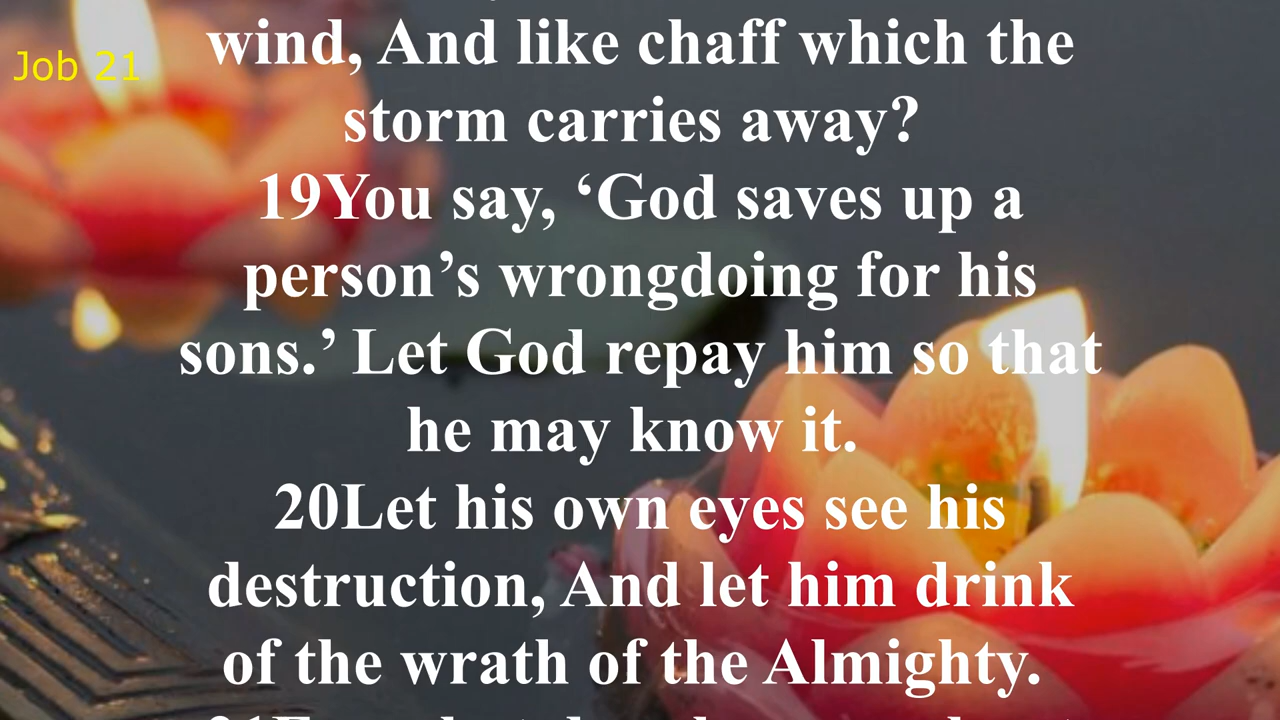 Job 21
wind, And like chaff which the
storm carries away?
19You say, ‘God saves up a
person’s wrongdoing for his
sons.’ Let God repay him so that
he may know it.
20Let his own eyes see his
destruction, And let him drink
of the wrath of the Almighty.